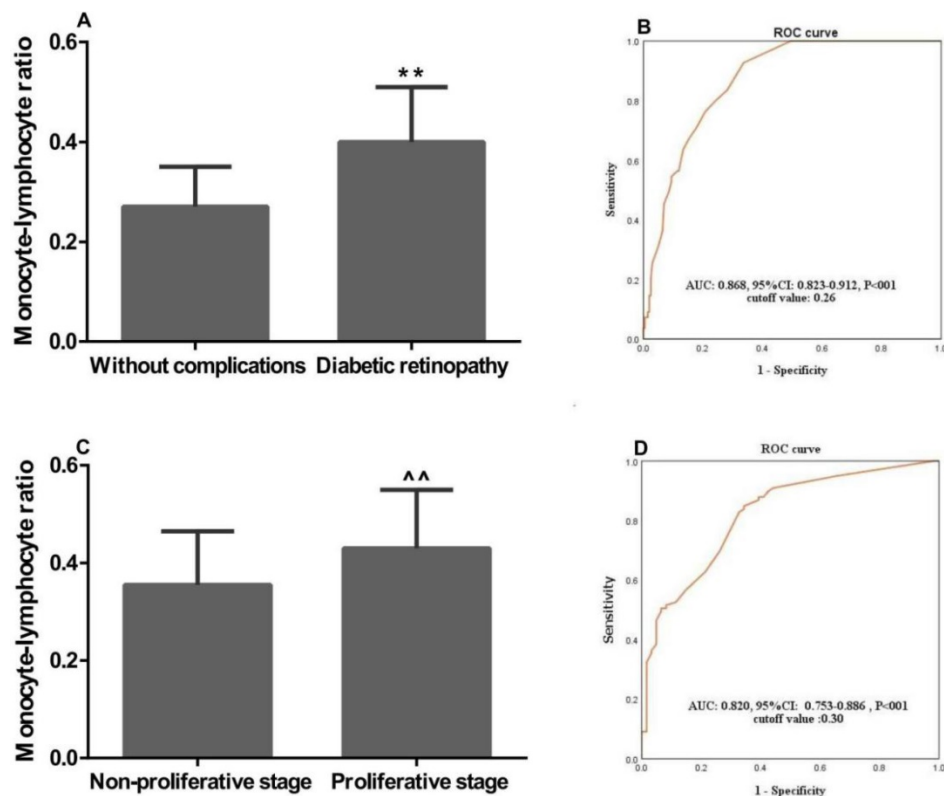 A
Monocyte-lymphocyte ratio
0.6
0.4
0.2
0.0
**
Without complications Diabetic retinopathy
B
ROC curve
Sensitivity
1.0
0.8
0.6
0.4
0.2
0.0
AUC: 0.868, 95%CI: 0.823-0.912, P<001
cutoff value: 0.26
0.0 0.2 0.4 0.6 0.8 1.0
1 - Specificity
C
Monocyte-lymphocyte ratio
0.6
0.4
0.2
0.0
^^
Non-proliferative stage Proliferative stage
D
ROC curve
Sensitivity
1.0
0.8
0.6
0.4
0.2
0.0
AUC: 0.820, 95%CI: 0.753-0.886 , P<001
cutoff value :0.30
0.0 0.2 0.4 0.6 0.8 1.0
1 - Specificity